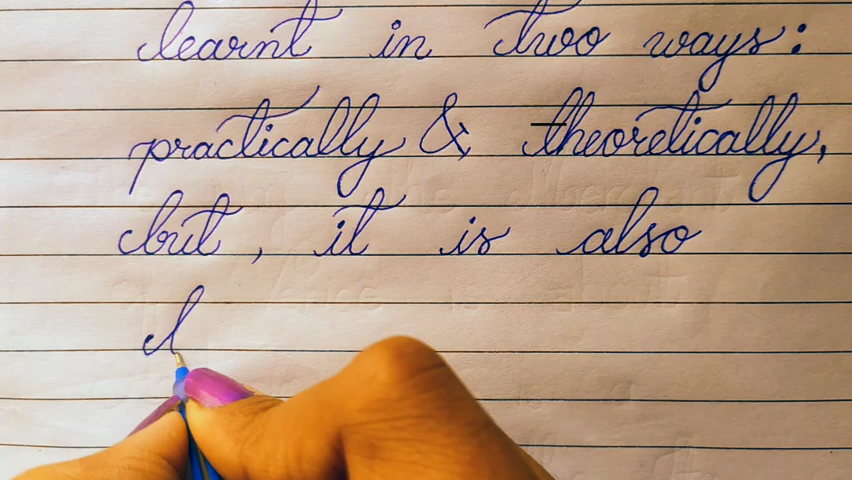 learnt in two ways:
practically & theoretically,
but, it is also